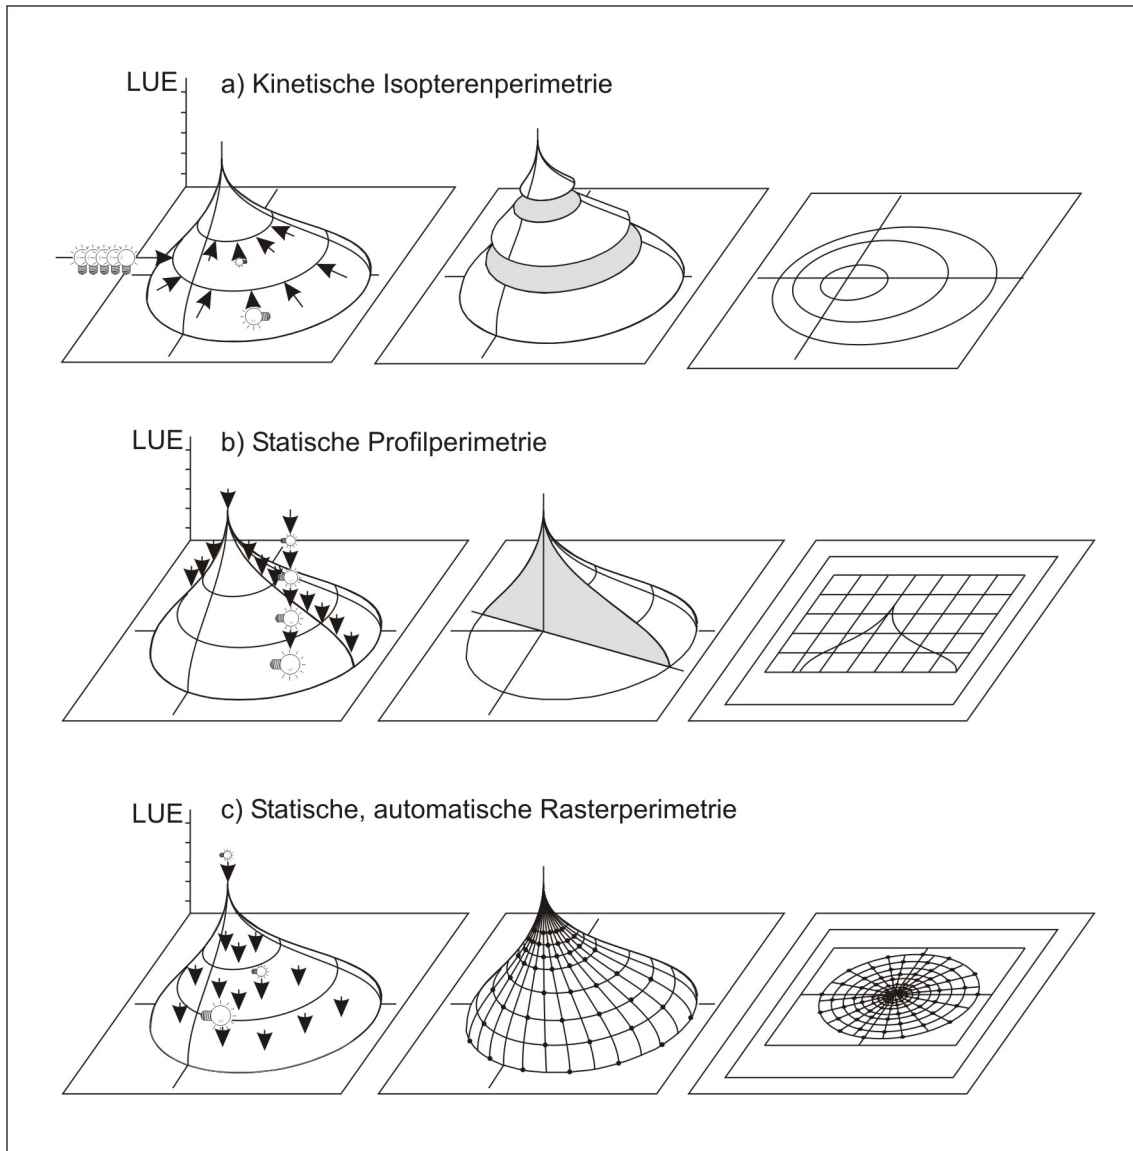 LUE a) Kinetische Isopterenperimetrie
LUE b) Statische Profilperimetrie
LUE c) Statische, automatische Rasterperimetrie